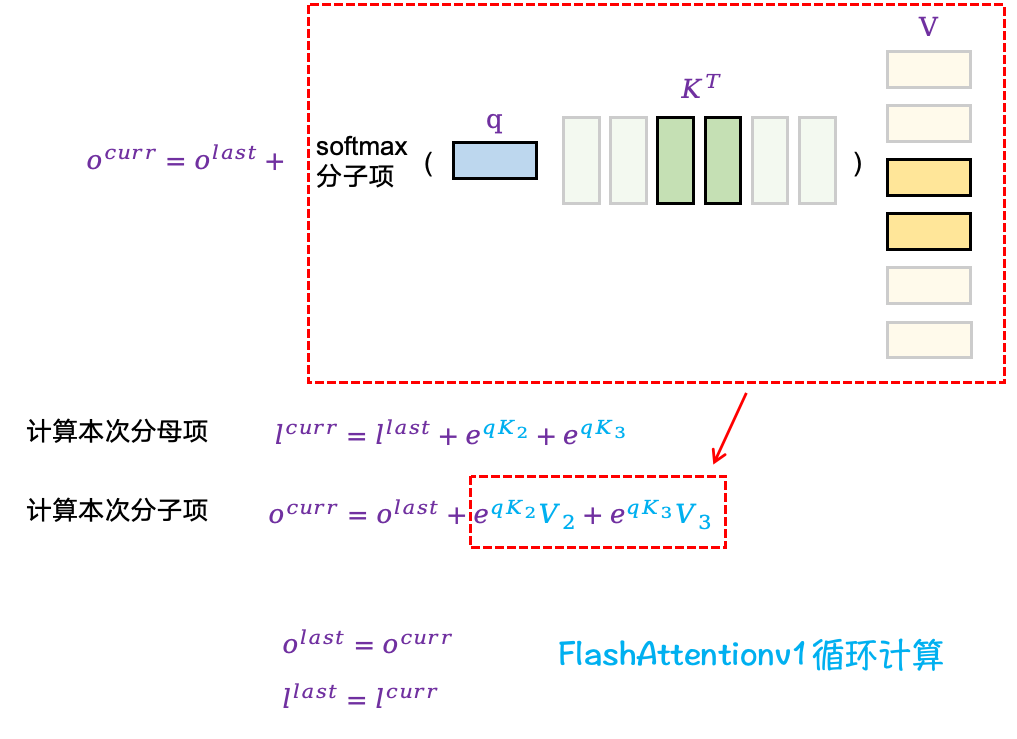 V
K^T
q
o^{curr} = o^{last} + softmax ( )
分子项
计算本次分母项 l^{curr} = l^{last} + e^{qK_2} + e^{qK_3}
计算本次分子项 o^{curr} = o^{last} + e^{qK_2}V_2 + e^{qK_3}V_3
o^{last} = o^{curr}
FlashAttentionv1循环计算
l^{last} = l^{curr}